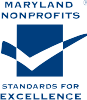 MARYLAND
NONPROFITS
STANDARDS FOR
EXCELLENCE